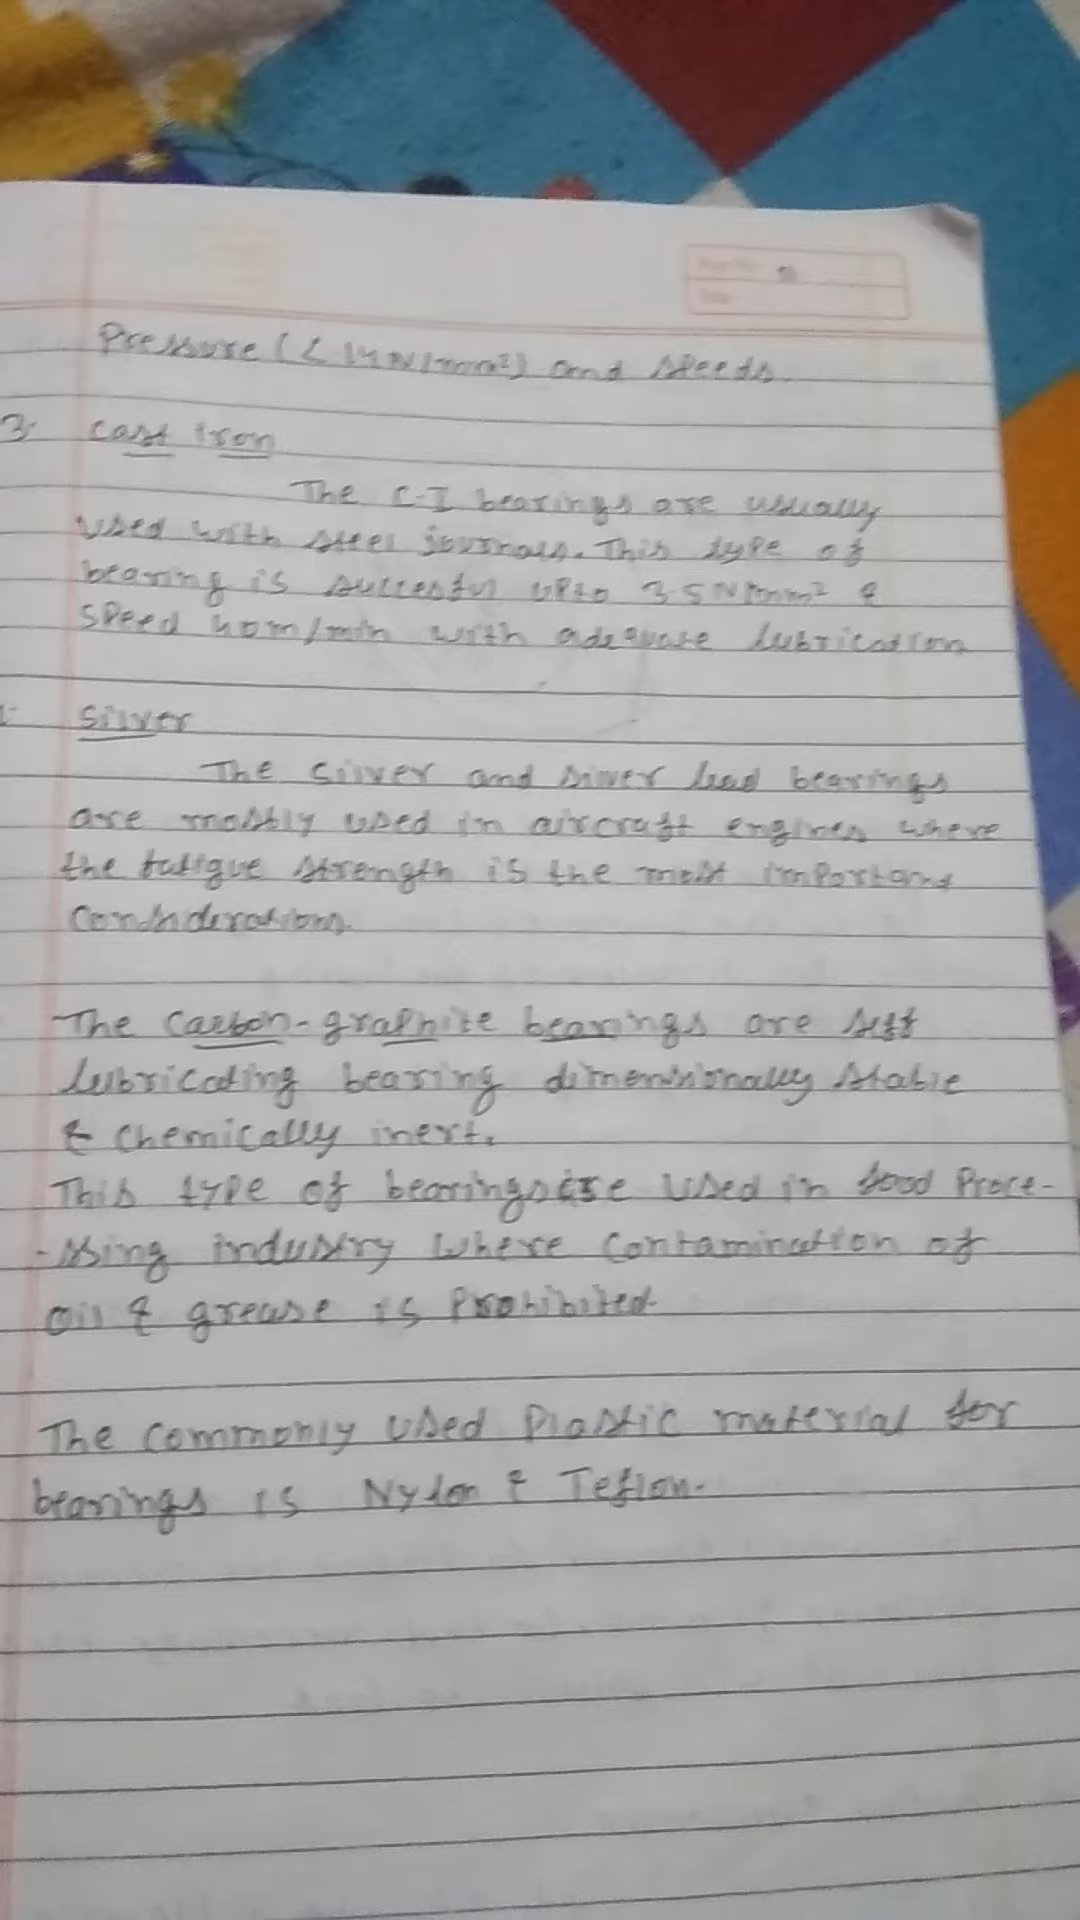 Pressure (< 14 N/mm²) and speeds.
3. Cast iron
The C-I bearings are usually
used with steel journals. This type of
bearing is successful upto 3.5 N/mm² &
speed 40m/min with adequate lubrication
Silver
The silver and silver lead bearings
are mostly used in aircraft engines where
the fatigue strength is the most important
Consideration.
The Carbon-graphite bearings are self
lubricating bearing dimensionally stable
& chemically inert.
This type of bearings are used in food Proce-
-ssing industry where contamination of
oil & grease is Prohibited.
The commonly used Plastic material for
bearings is Nylon & Teflon.